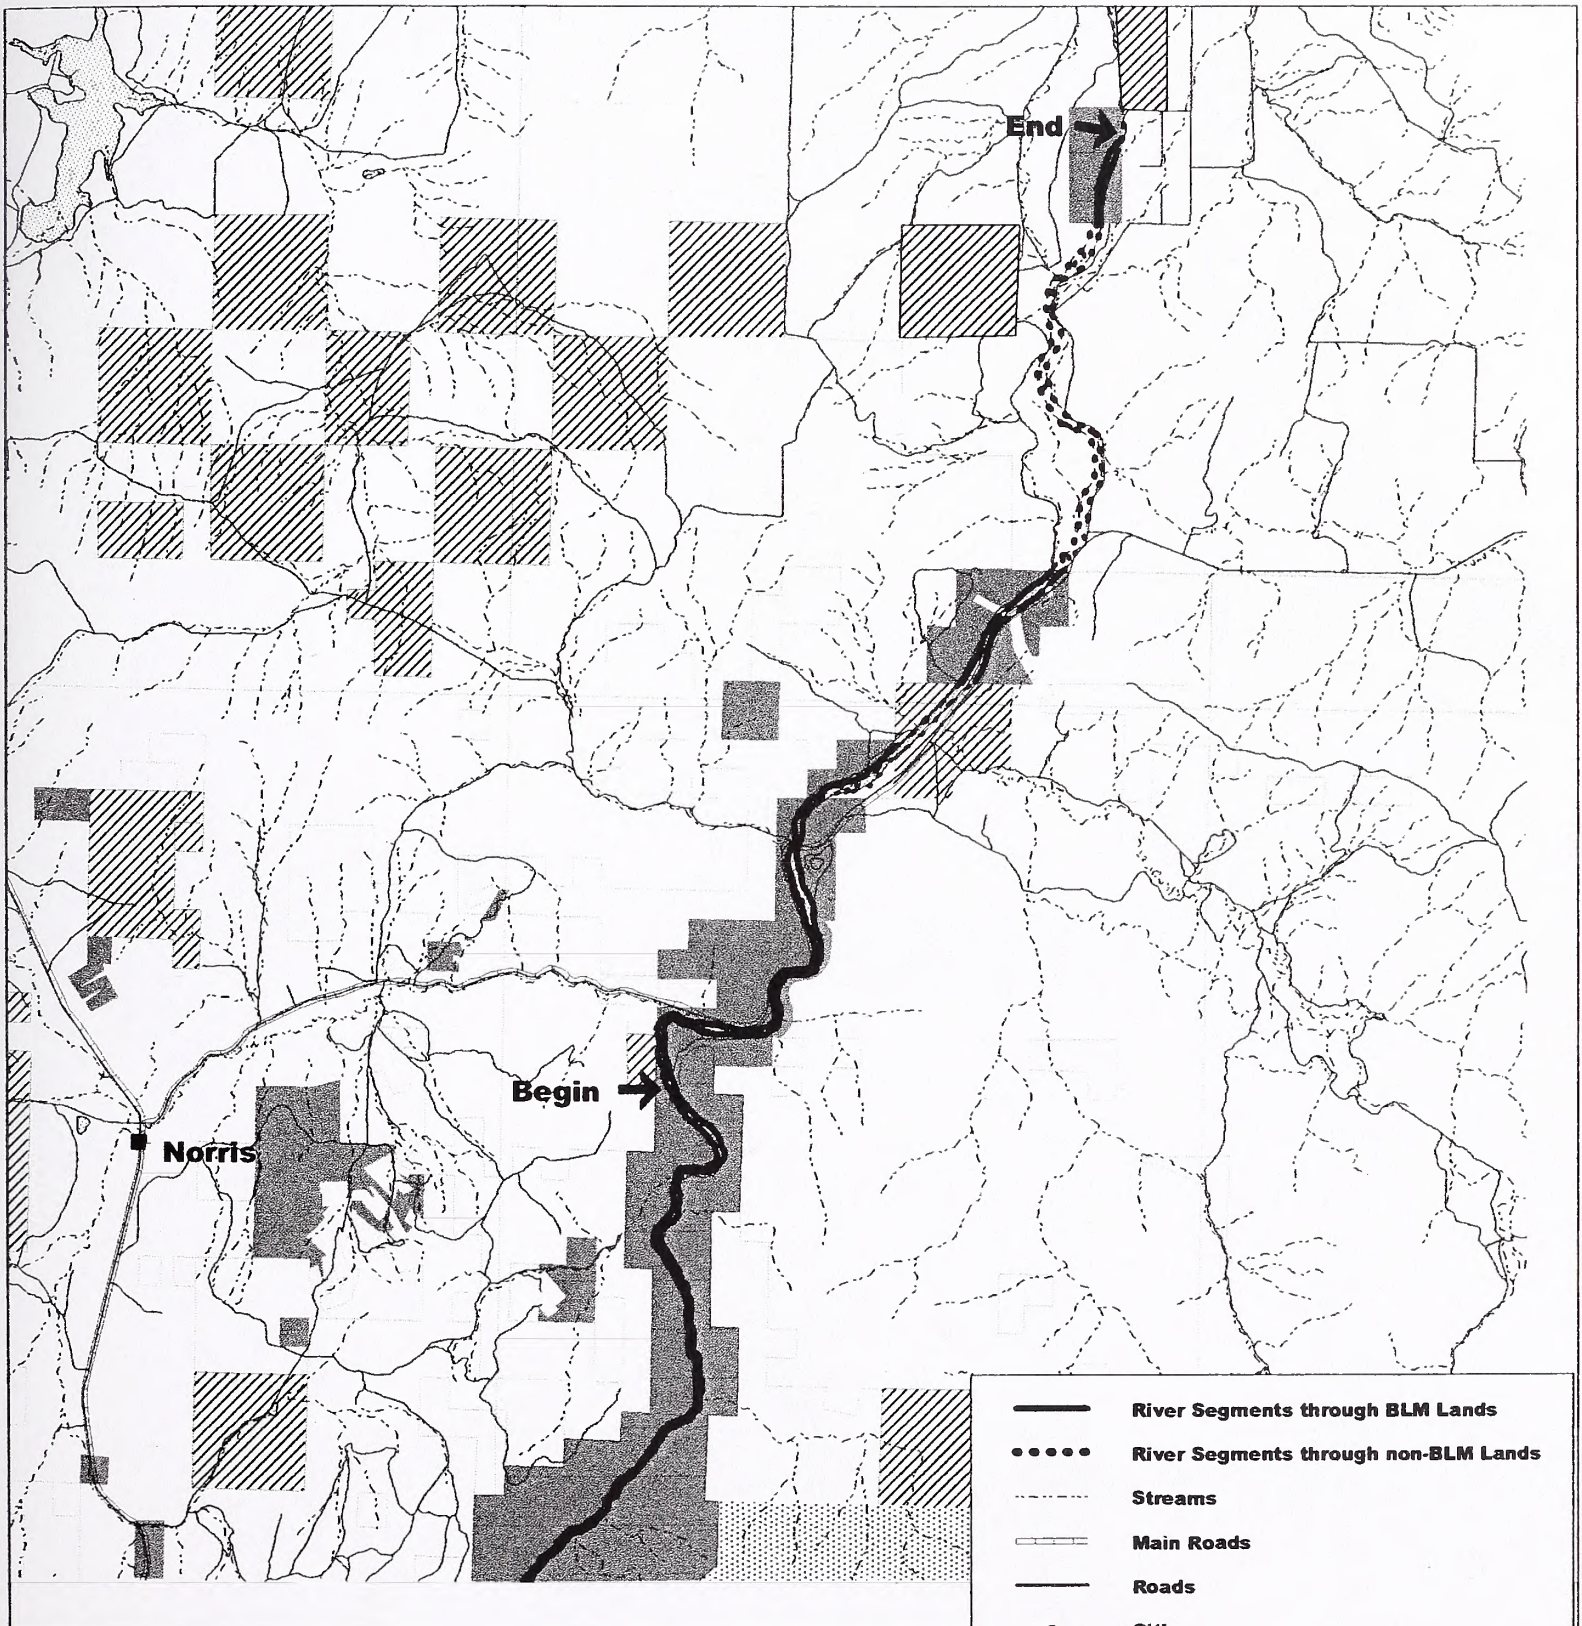 End
Begin
Norris
River Segments through BLM Lands
River Segments through non-BLM Lands
Streams
Main Roads
Roads